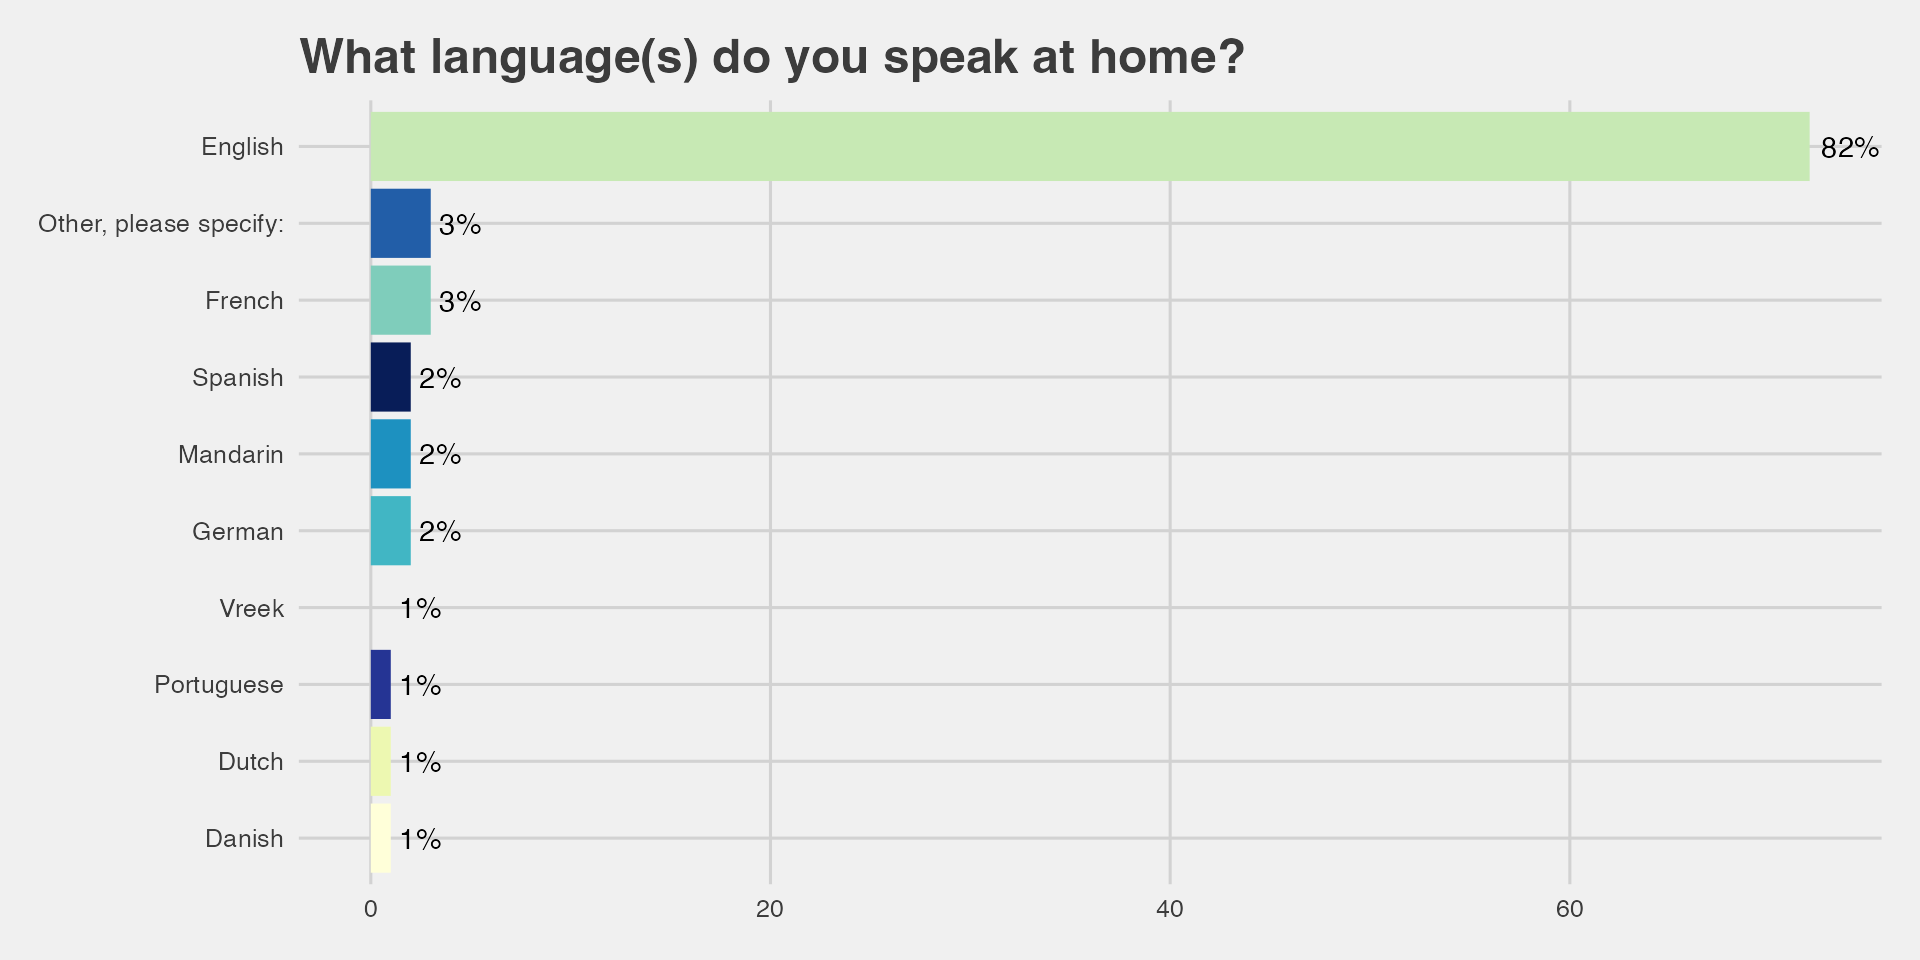 What language(s) do you speak at home?
English 82%
Other, please specify: 3%
French 3%
Spanish 2%
Mandarin 2%
German 2%
Vreek 1%
Portuguese 1%
Dutch 1%
Danish 1%
0 20 40 60